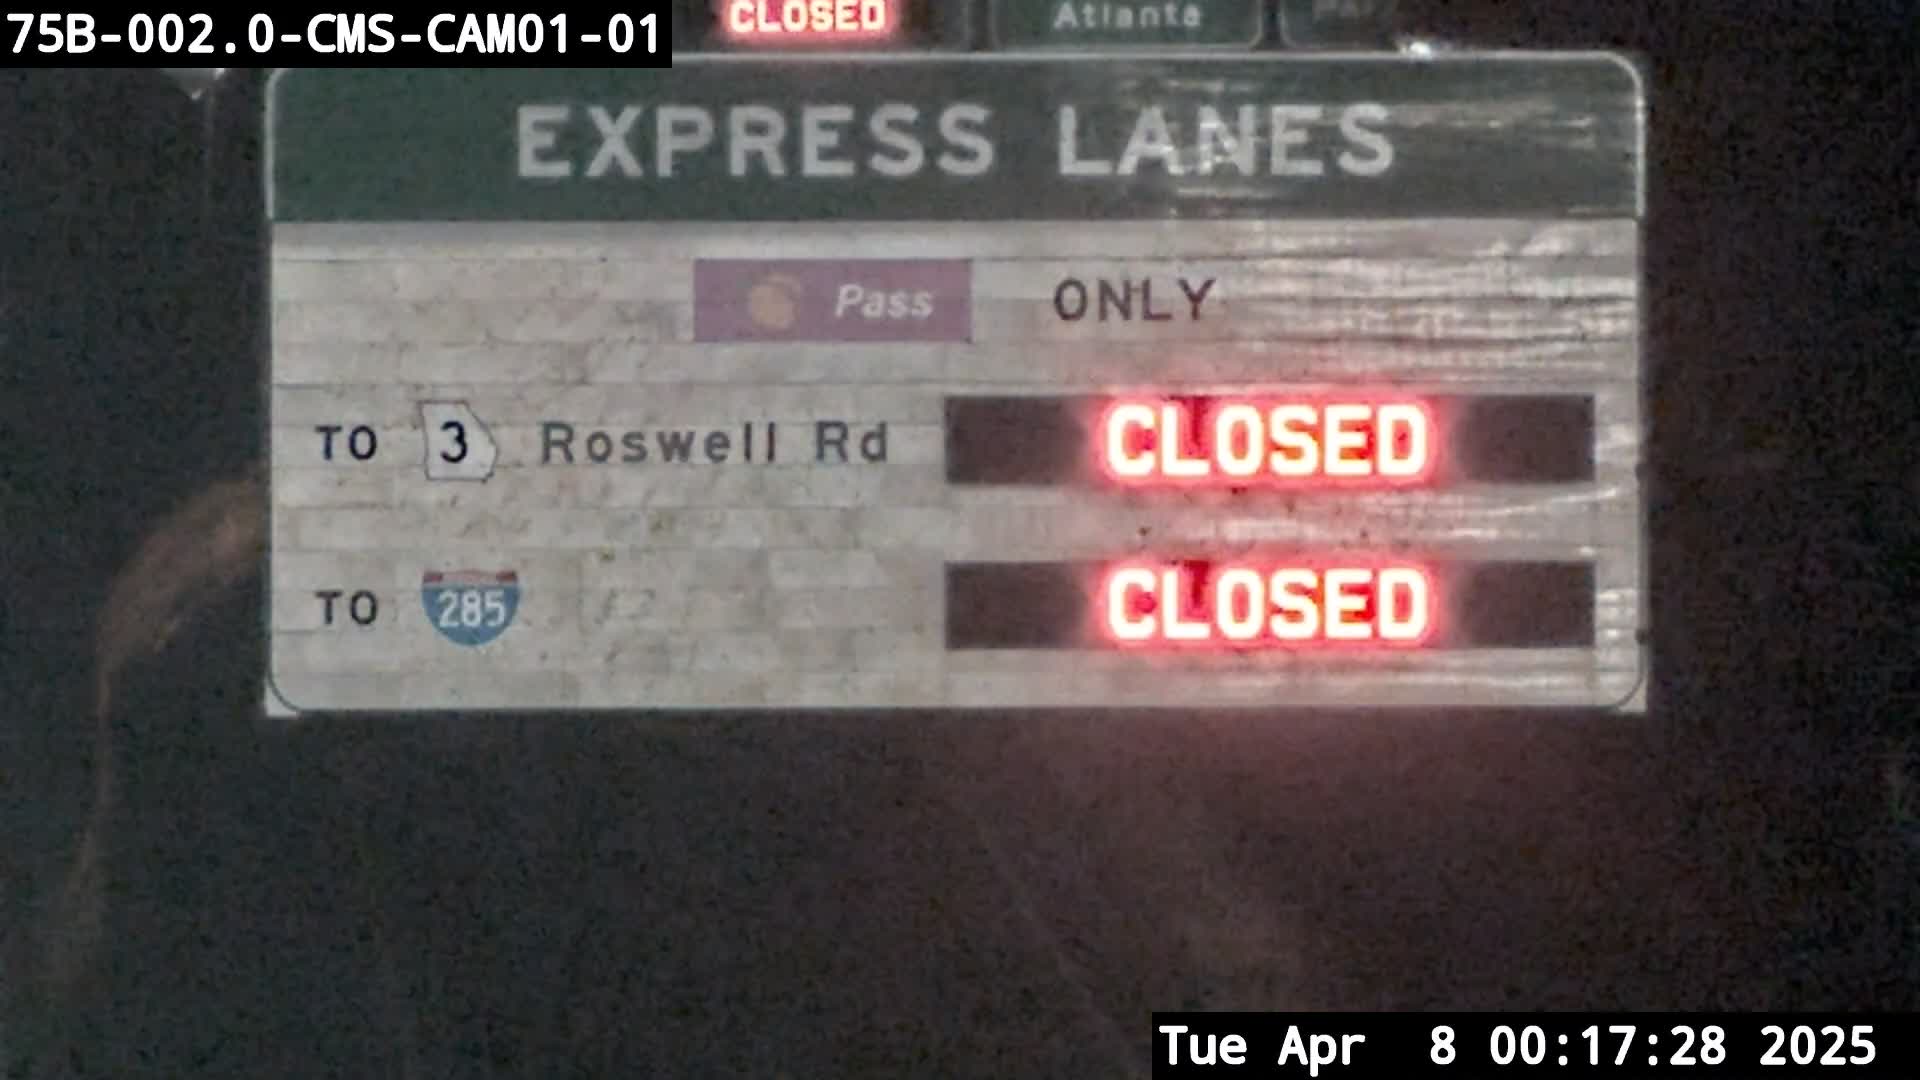 75B-002.0-CMS-CAM01-01
CLOSED
Atlanta
EXPRESS LANES
Pass ONLY
TO 3 Roswell Rd CLOSED
TO 285 CLOSED
Tue Apr 8 00:17:28 2025